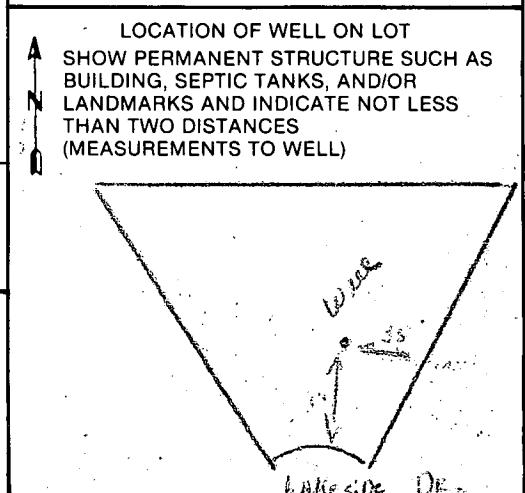 LOCATION OF WELL ON LOT
SHOW PERMANENT STRUCTURE SUCH AS
BUILDING, SEPTIC TANKS, AND/OR
N LANDMARKS AND INDICATE NOT LESS
THAN TWO DISTANCES
(MEASUREMENTS TO WELL)
Well
35
LAKESIDE DR.